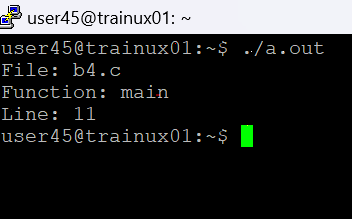 user45@trainux01: ~
user45@trainux01:~$ ./a.out
File: b4.c
Function: main
Line: 11
user45@trainux01:~$